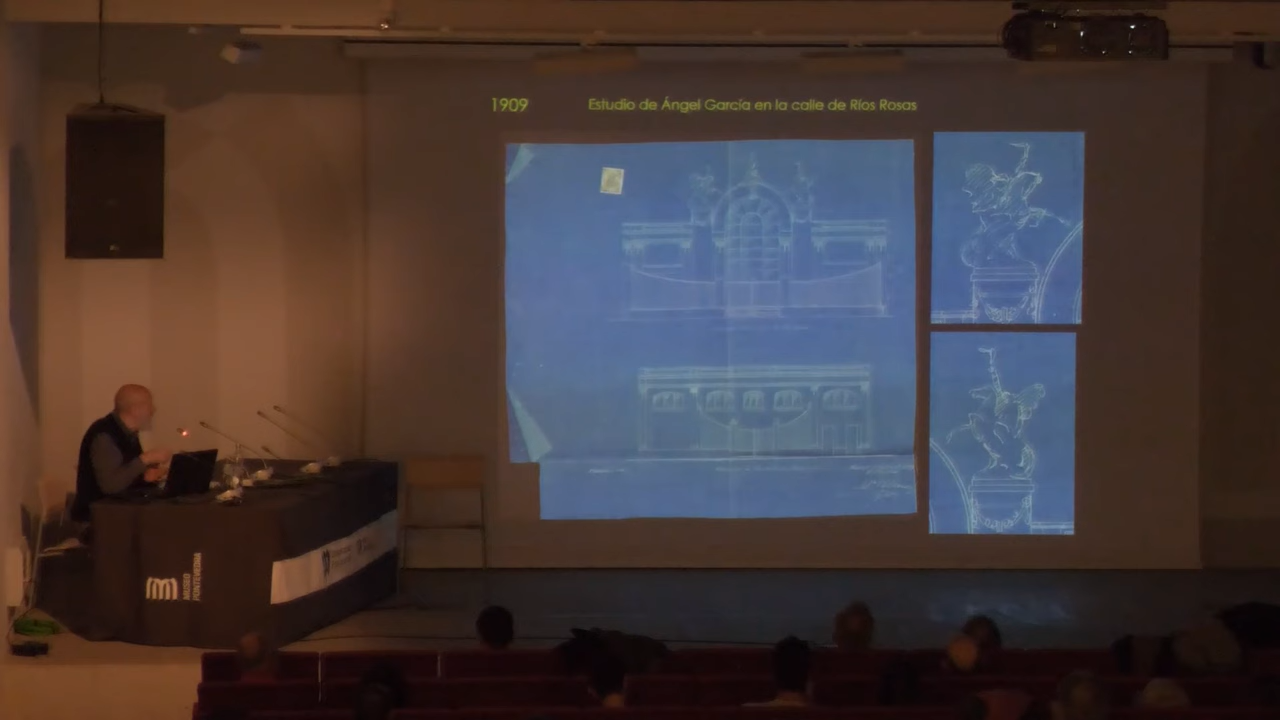 1909 Estudio de Ángel García en la calle de Ríos Rosas
MUSEO
PONTEVEDRA